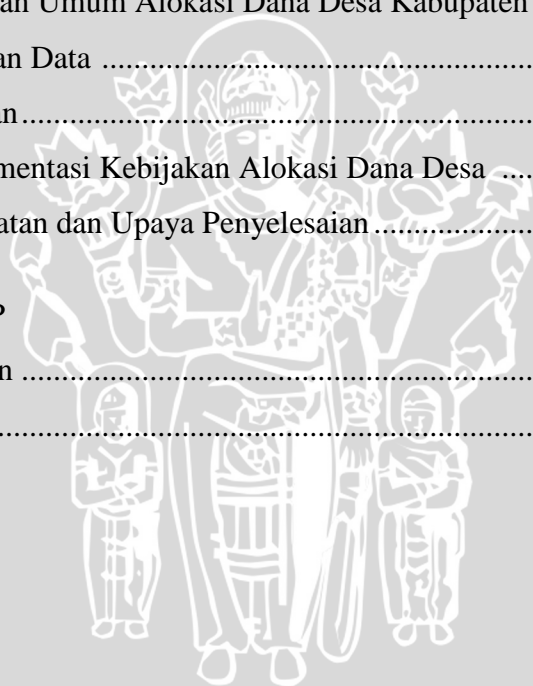 an Umum Alokasi Dana Desa Kabupaten
an Data ......................................................
an................................................................
mentasi Kebijakan Alokasi Dana Desa ....
atan dan Upaya Penyelesaian....................
P
n ................................................................
..................................................................